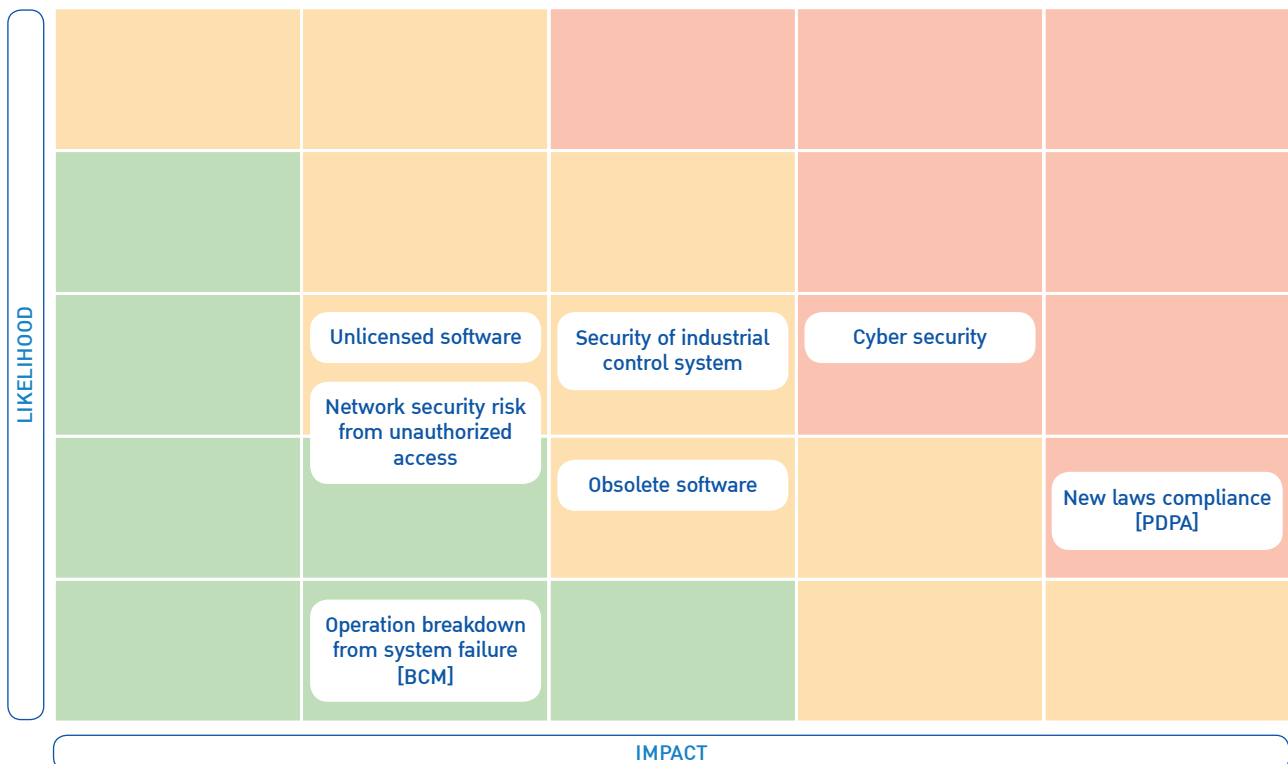 LIKELIHOOD
Unlicensed software
Network security risk
from unauthorized
access
Security of industrial
control system
Cyber security
Obsolete software
New laws compliance
[PDPA]
Operation breakdown
from system failure
[BCM]
IMPACT